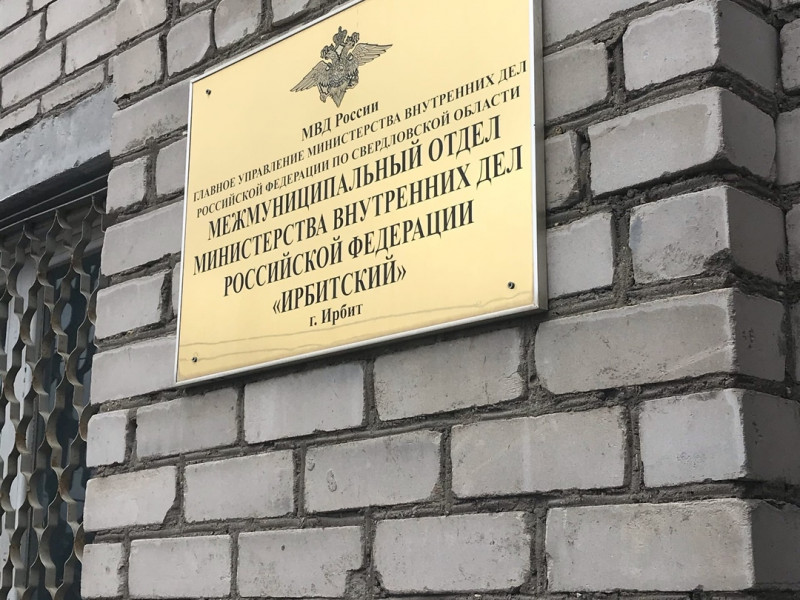 МВД России
ГЛАВНОЕ УПРАВЛЕНИЕ МИНИСТЕРСТВА ВНУТРЕННИХ ДЕЛ
РОССИЙСКОЙ ФЕДЕРАЦИИ ПО СВЕРДЛОВСКОЙ ОБЛАСТИ
МЕЖМУНИЦИПАЛЬНЫЙ ОТДЕЛ
МИНИСТЕРСТВА ВНУТРЕННИХ ДЕЛ
РОССИЙСКОЙ ФЕДЕРАЦИИ
«ИРБИТСКИЙ»
г. Ирбит